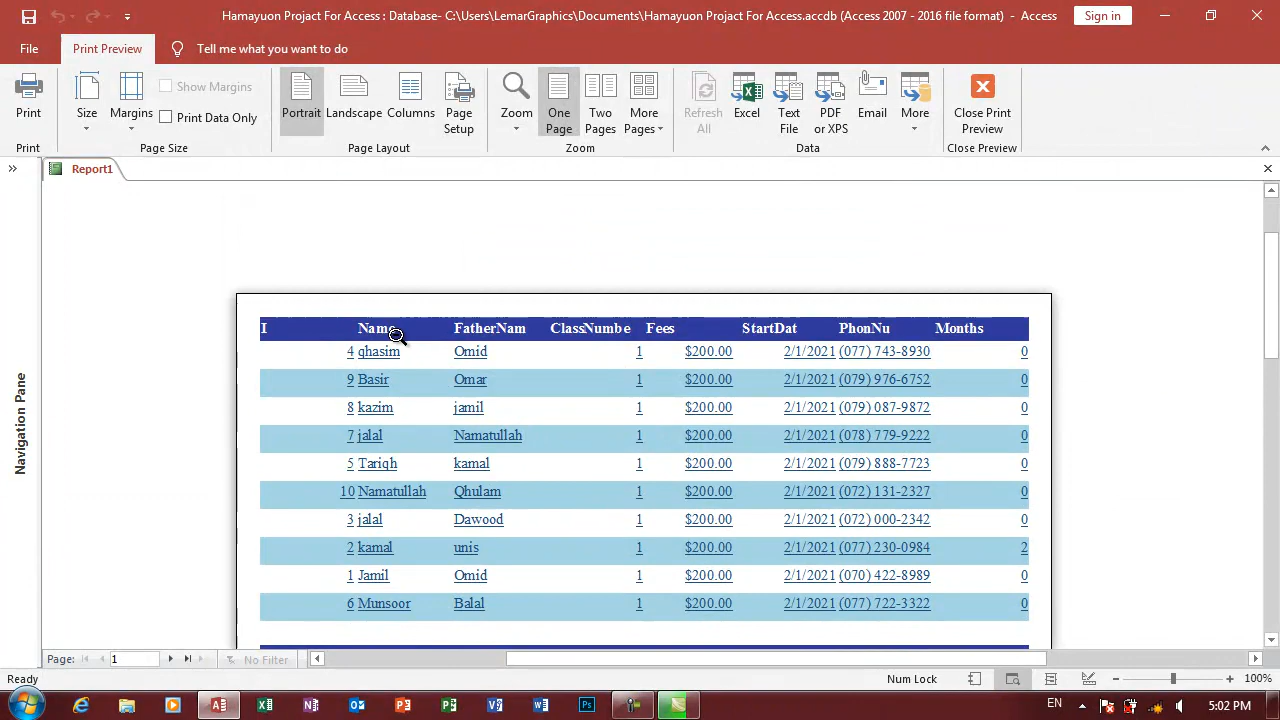 Hamayuon Projact For Access : Database- C:\Users\LemarGraphics\Documents\Hamayuon Projact For Access.accdb (Access 2007 - 2016 file format) - Access
Sign in
File
Print Preview
Tell me what you want to do
Print
Size
Margins
Show Margins
Print Data Only
Portrait
Landscape
Columns
Page Setup
Zoom
One Page
Two Pages
More Pages
Refresh All
Excel
Text File
PDF or XPS
Email
More
Close Print Preview
Print
Page Size
Page Layout
Zoom
Data
Close Preview
Report1
Navigation Pane
I Name FatherNam ClassNumbe Fees StartDat PhonNu Months
4 qhasim Omid 1 $200.00 2/1/2021 (077) 743-8930 0
9 Basir Omar 1 $200.00 2/1/2021 (079) 976-6752 0
8 kazim jamil 1 $200.00 2/1/2021 (079) 087-9872 0
7 jalal Namatullah 1 $200.00 2/1/2021 (078) 779-9222 0
5 Tariqh kamal 1 $200.00 2/1/2021 (079) 888-7723 0
10 Namatullah Qhulam 1 $200.00 2/1/2021 (072) 131-2327 0
3 jalal Dawood 1 $200.00 2/1/2021 (072) 000-2342 0
2 kamal unis 1 $200.00 2/1/2021 (077) 230-0984 2
1 Jamil Omid 1 $200.00 2/1/2021 (070) 422-8989 0
6 Munsoor Balal 1 $200.00 2/1/2021 (077) 722-3322 0
Page: 1
No Filter
Ready
Num Lock
100%
EN
5:02 PM